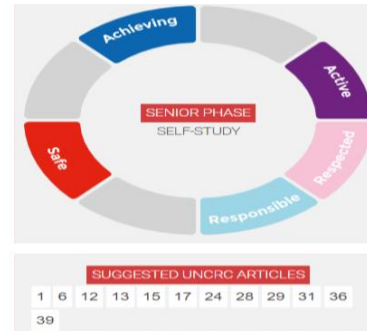 Achieving
Active
SENIOR PHASE
SELF-STUDY
Respected
Safe
Responsible
SUGGESTED UNCRC ARTICLES
1 6 12 13 15 17 24 28 29 31 36
39